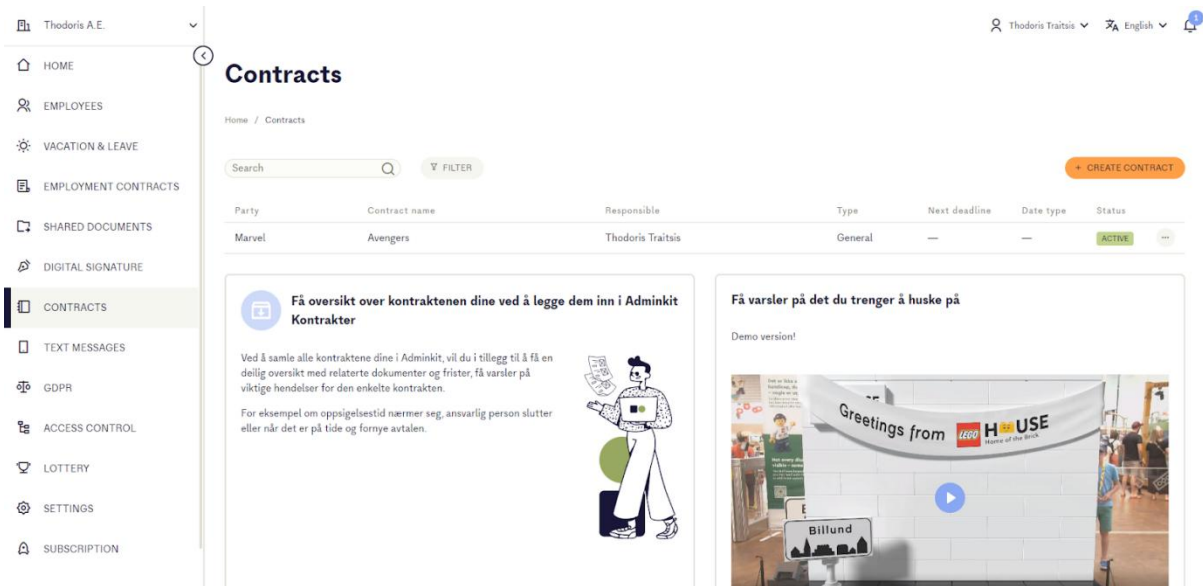 Thodoris A.E.
Thodoris Traitsis
English
1
HOME
EMPLOYEES
VACATION & LEAVE
EMPLOYMENT CONTRACTS
SHARED DOCUMENTS
DIGITAL SIGNATURE
CONTRACTS
TEXT MESSAGES
GDPR
ACCESS CONTROL
LOTTERY
SETTINGS
SUBSCRIPTION
Contracts
Home / Contracts
Search
FILTER
+ CREATE CONTRACT
Party Contract name Responsible Type Next deadline Date type Status
Marvel Avengers Thodoris Traitsis General — — ACTIVE ...
Få oversikt over kontraktenen dine ved å legge dem inn i Adminkit
Kontrakter
Ved å samle alle kontraktene dine i Adminkit, vil du i tillegg til å få en
deilig oversikt med relaterte dokumenter og frister, få varsler på
viktige hendelser for den enkelte kontrakten.
For eksempel om oppsigelsestid nærmer seg, ansvarlig person slutter
eller når det er på tide og fornye avtalen.
Få varsler på det du trenger å huske på
Demo version!
Greetings from LEGO HOUSE
Home of the Brick
Billund